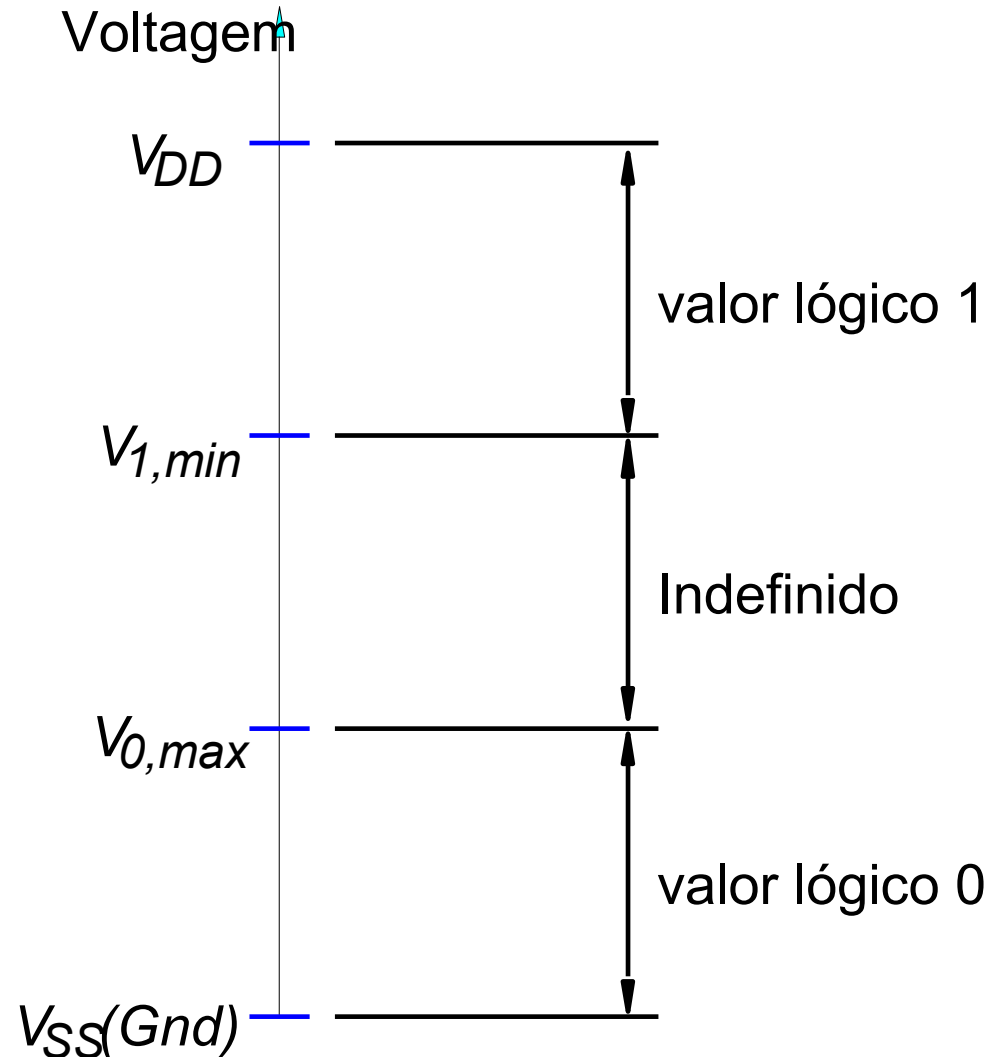 Voltagem
VDD
valor lógico 1
V1,min
Indefinido
V0,max
valor lógico 0
VSS(Gnd)